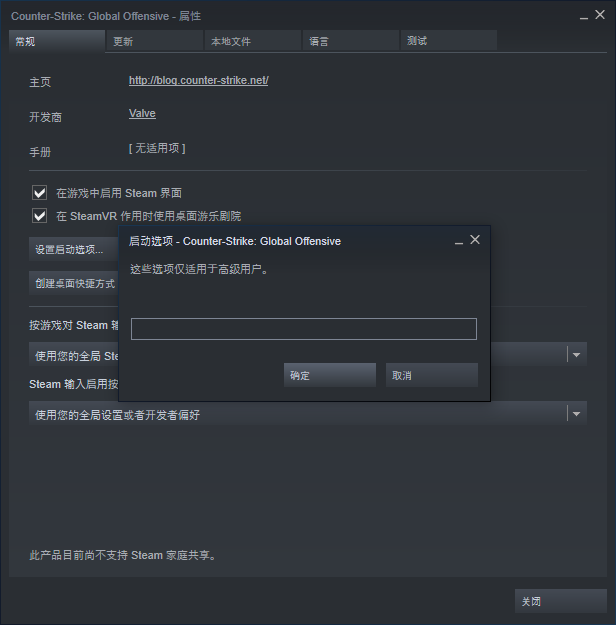 Counter-Strike: Global Offensive - 属性
常规
更新
本地文件
语言
测试
主页
http://blog.counter-strike.net/
开发商
Valve
手册
[ 无适用项 ]
在游戏中启用 Steam 界面
在 SteamVR 作用时使用桌面游乐剧院
设置启动选项...
创建桌面快捷方式
启动选项 - Counter-Strike: Global Offensive
这些选项仅适用于高级用户。
确定
取消
按游戏对 Steam 输
使用您的全局 Ste
Steam 输入启用按
使用您的全局设置或者开发者偏好
此产品目前尚不支持 Steam 家庭共享。
关闭